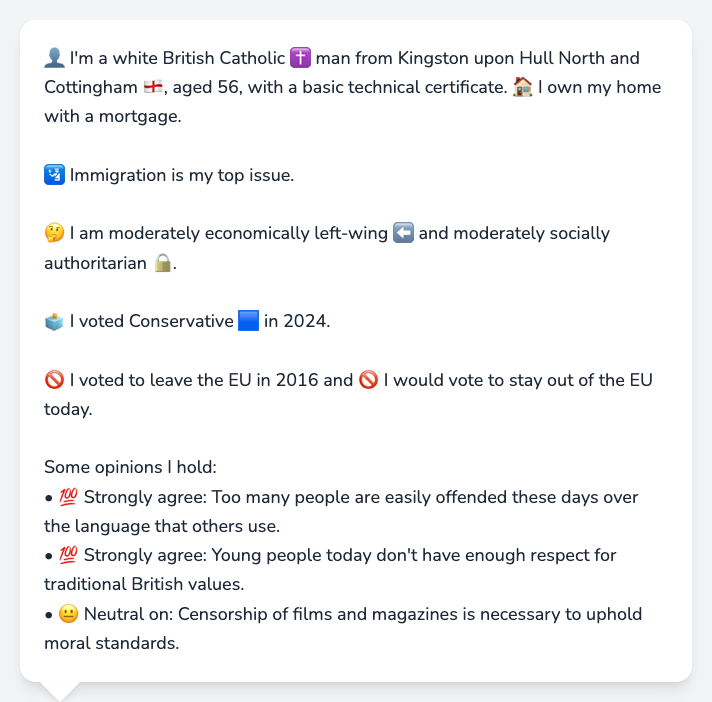 👤 I'm a white British Catholic ✝️ man from Kingston upon Hull North and
Cottingham 🏴󠁧󠁢󠁥󠁮󠁧󠁿, aged 56, with a basic technical certificate. 🏠 I own my home
with a mortgage.
🛂 Immigration is my top issue.
🤔 I am moderately economically left-wing ⬅️ and moderately socially
authoritarian 🔒.
🗳️ I voted Conservative 🟦 in 2024.
🚫 I voted to leave the EU in 2016 and 🚫 I would vote to stay out of the EU
today.
Some opinions I hold:
• 💯 Strongly agree: Too many people are easily offended these days over
the language that others use.
• 💯 Strongly agree: Young people today don't have enough respect for
traditional British values.
• 😐 Neutral on: Censorship of films and magazines is necessary to uphold
moral standards.